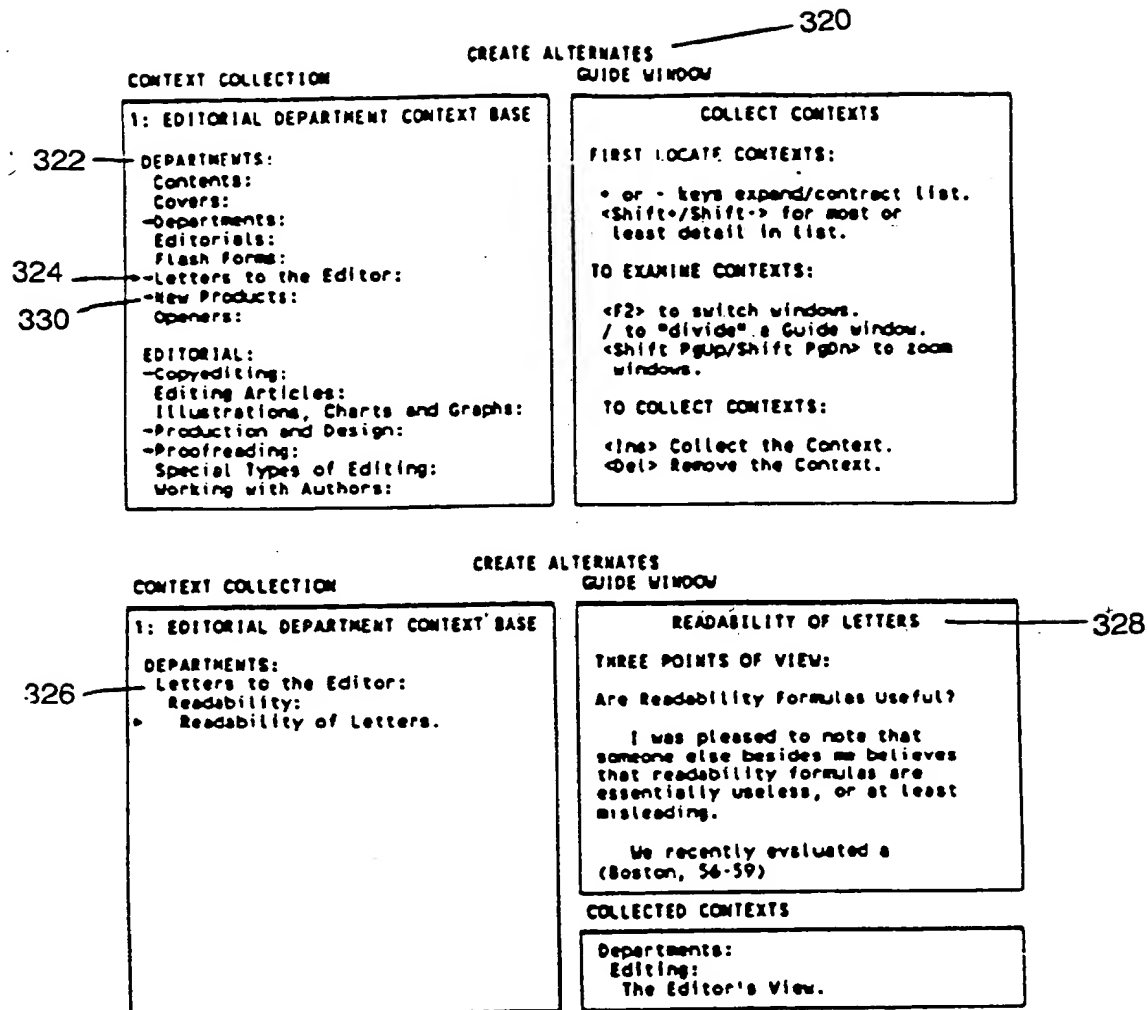 320
CREATE ALTERNATES
CONTEXT COLLECTION
GUIDE WINDOW
1: EDITORIAL DEPARTMENT CONTEXT BASE
322
DEPARTMENTS:
Contents:
Covers:
-Departments:
Editorials:
Flash Forms:
324
-Letters to the Editor:
330
-New Products:
Openers:
EDITORIAL:
-Copyediting:
Editing Articles:
Illustrations, Charts and Graphs:
-Production and Design:
-Proofreading:
Special Types of Editing:
Working with Authors:
COLLECT CONTEXTS
FIRST LOCATE CONTEXTS:
+ or - keys expand/contract list.
<Shift+/Shift-> for most or
least detail in list.
TO EXAMINE CONTEXTS:
<F2> to switch windows.
/ to "divide" a Guide window.
<Shift PgUp/Shift PgDn> to zoom
windows.
TO COLLECT CONTEXTS:
<Ins> Collect the Context.
<Del> Remove the Context.
CREATE ALTERNATES
CONTEXT COLLECTION
GUIDE WINDOW
1: EDITORIAL DEPARTMENT CONTEXT BASE
DEPARTMENTS:
326
Letters to the Editor:
Readability:
Readability of Letters.
READABILITY OF LETTERS
328
THREE POINTS OF VIEW:
Are Readability Formulas Useful?
I was pleased to note that
someone else besides me believes
that readability formulas are
essentially useless, or at least
misleading.
We recently evaluated a
(Boston, 56-59)
COLLECTED CONTEXTS
Departments:
Editing:
The Editor's View.